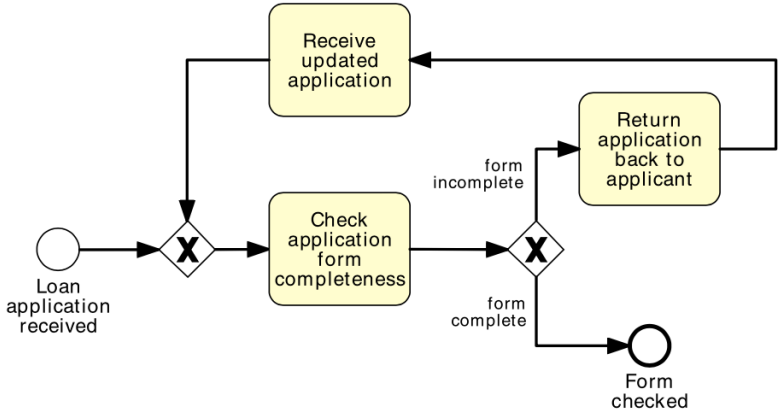 Receive
updated
application
Return
application
back to
applicant
form
incomplete
X
Check
application
form
completeness
X
Loan
application
received
form
complete
Form
checked